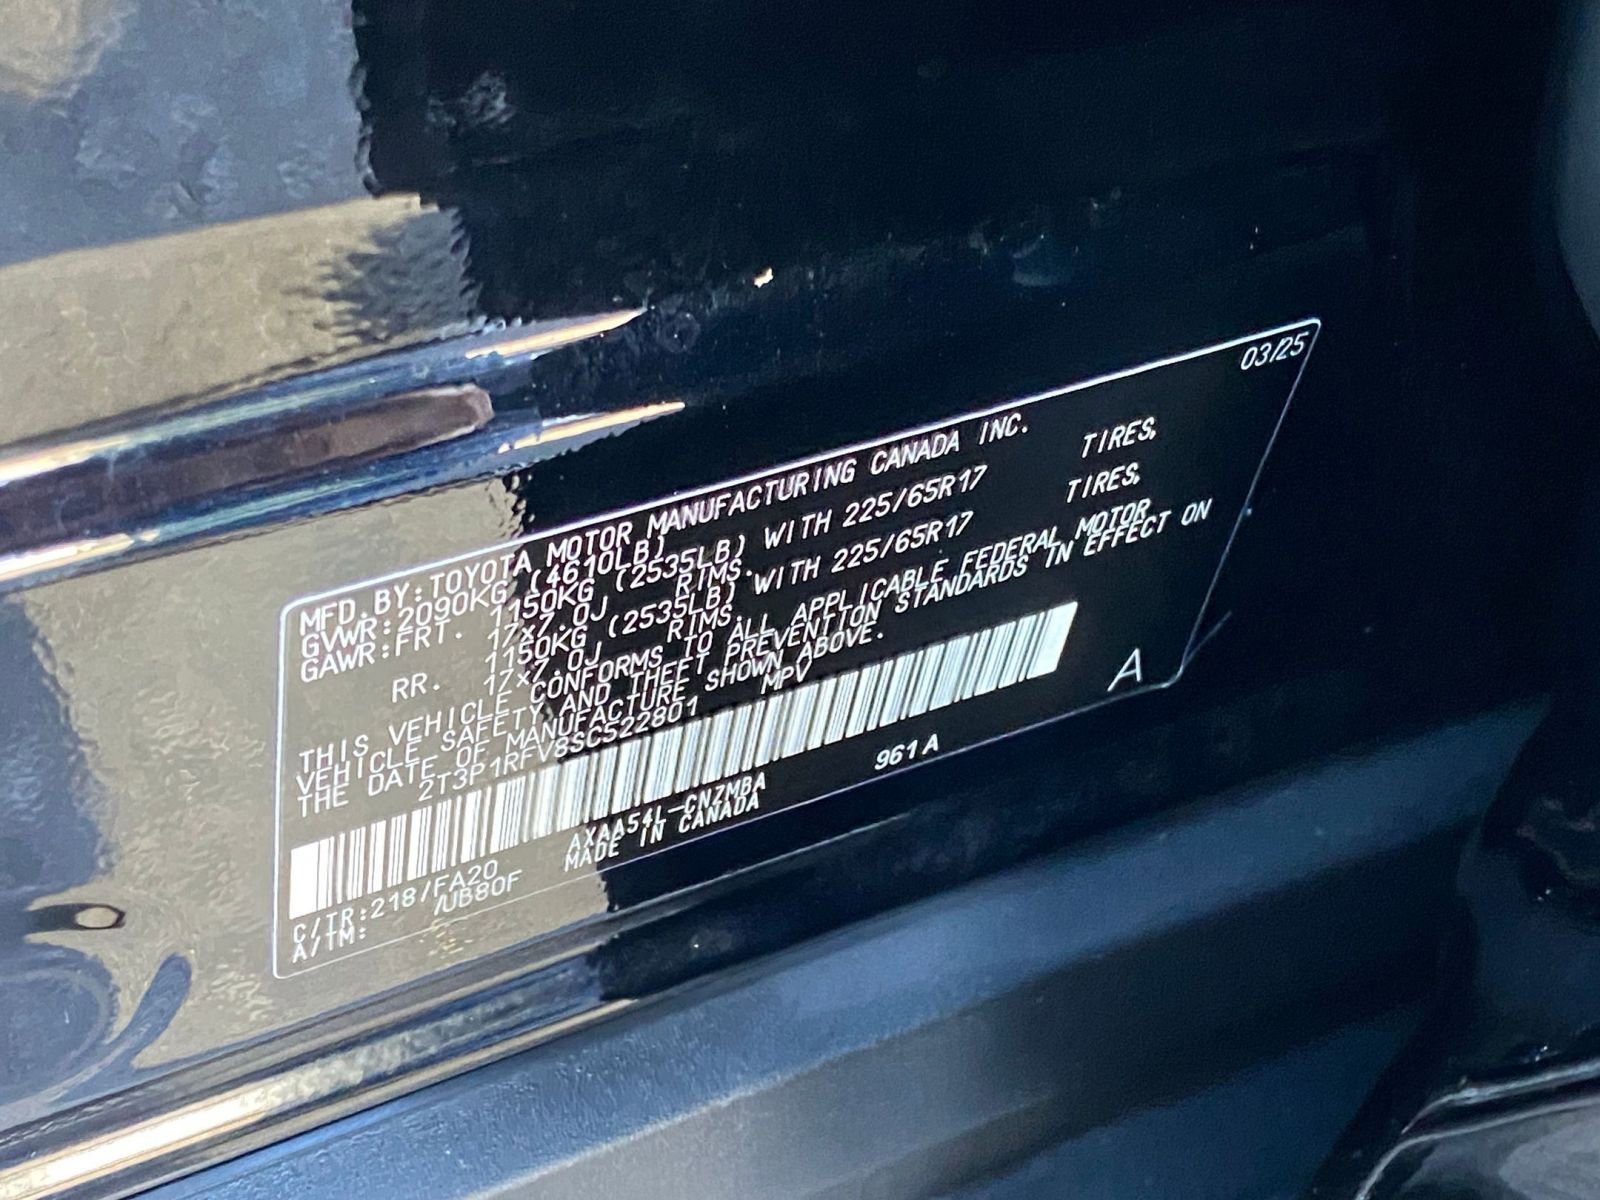 03/25
MFD. BY: TOYOTA MOTOR MANUFACTURING CANADA INC.
GVWR: 2090KG (4610LB)
GAWR: FRT. 1150KG (2535LB) WITH 225/65R17 TIRES,
17×7.0J RIMS.
RR. 1150KG (2535LB) WITH 225/65R17 TIRES,
17×7.0J RIMS.
THIS VEHICLE CONFORMS TO ALL APPLICABLE FEDERAL MOTOR
VEHICLE SAFETY AND THEFT PREVENTION STANDARDS IN EFFECT ON
THE DATE OF MANUFACTURE SHOWN ABOVE.
2T3P1RFV8SC522801 MPV
A
C/TR: 218/FA20 AXAA54L-CNZMBA 961A
A/TM: /UB80F MADE IN CANADA